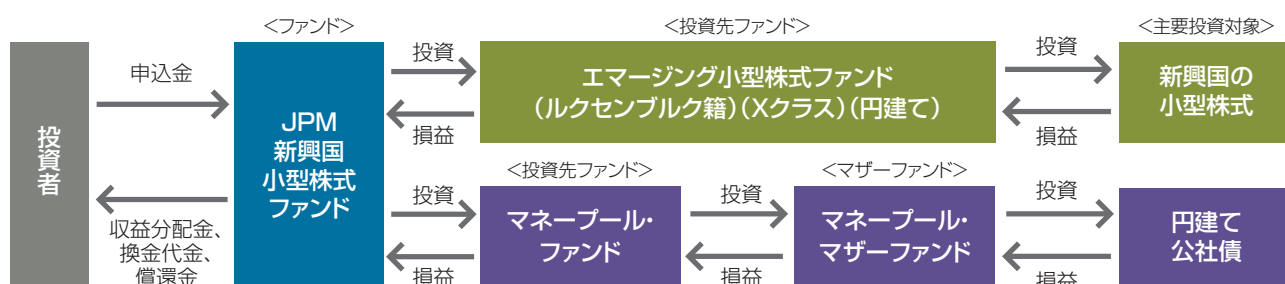 ＜ファンド＞
＜投資先ファンド＞
＜主要投資対象＞
投資者
申込金
収益分配金、
換金代金、
償還金
JPM
新興国
小型株式
ファンド
投資
損益
エマージング小型株式ファンド
（ルクセンブルク籍）（Xクラス）（円建て）
投資
損益
新興国の
小型株式
＜投資先ファンド＞
＜マザーファンド＞
投資
損益
マネープール・
ファンド
投資
損益
マネープール・
マザーファンド
投資
損益
円建て
公社債